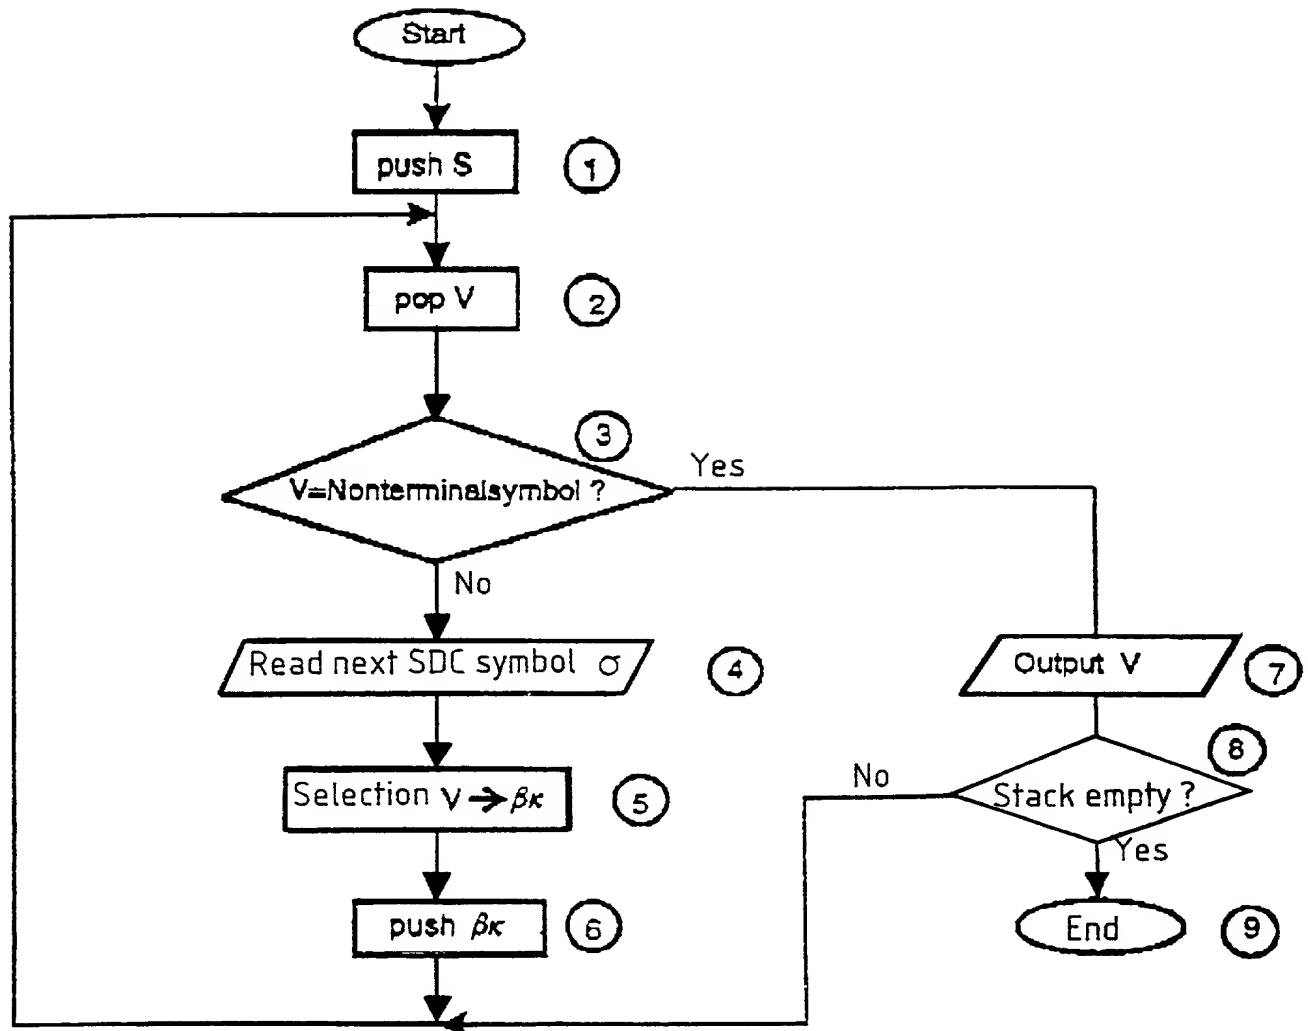 Start
push S
1
pop V
2
3
V=Nonterminalsymbol ?
Yes
No
Read next SDC symbol σ
4
Output V
7
8
Selection V → βκ
5
No
Stack empty ?
Yes
push βκ
6
End
9